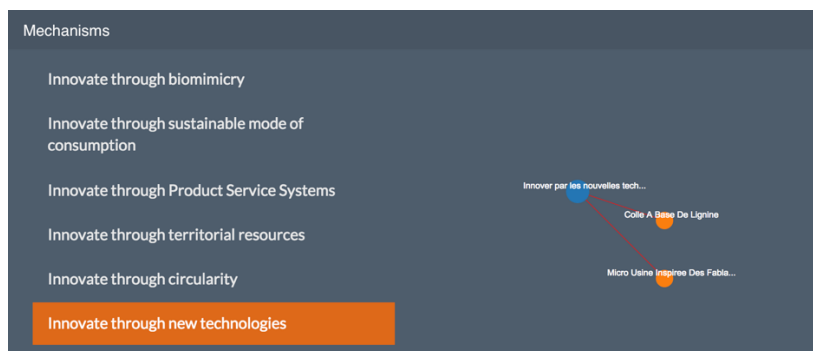 Mechanisms
Innovate through biomimicry
Innovate through sustainable mode of
consumption
Innovate through Product Service Systems
Innovate through territorial resources
Innovate through circularity
Innovate through new technologies
Innover par les nouvelles tech...
Colle A Base De Lignine
Micro Usine Inspiree Des Fabla...